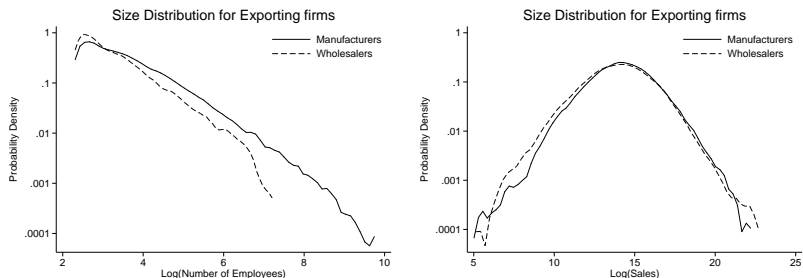 Size Distribution for Exporting firms
Manufacturers
Wholesalers
Probability Density
1
.1
.01
.001
.0001
2
4
6
8
10
Log(Number of Employees)
Size Distribution for Exporting firms
Manufacturers
Wholesalers
Probability Density
1
.1
.01
.001
.0001
5
10
15
20
25
Log(Sales)